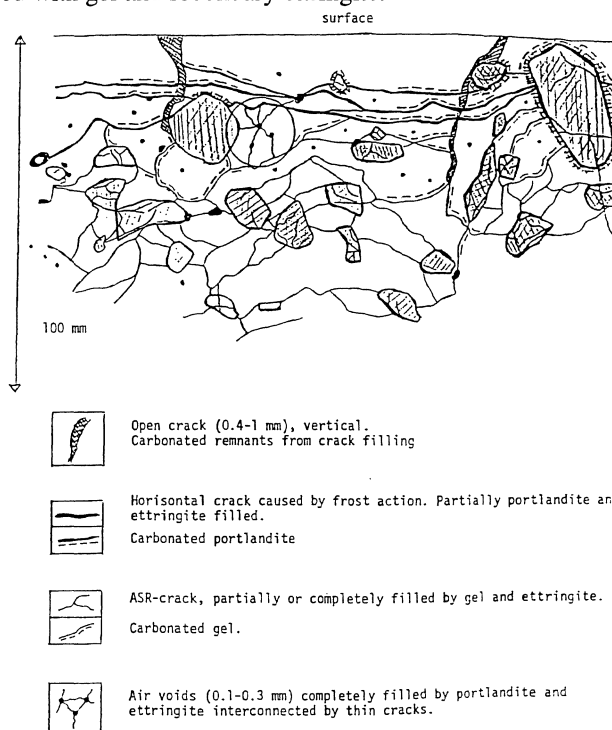 surface
100 mm
Open crack (0.4-1 mm), vertical.
Carbonated remnants from crack filling
Horisontal crack caused by frost action. Partially portlandite an
ettringite filled.
Carbonated portlandite
ASR-crack, partially or completely filled by gel and ettringite.
Carbonated gel.
Air voids (0.1-0.3 mm) completely filled by portlandite and
ettringite interconnected by thin cracks.